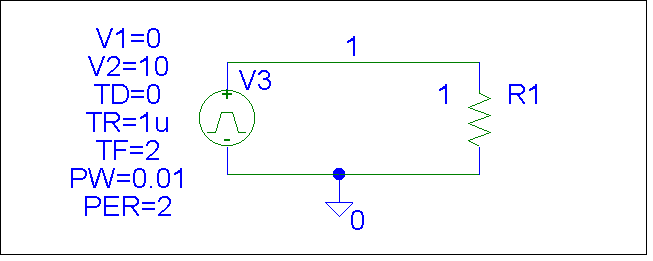 V1=0
V2=10
TD=0
TR=1u
TF=2
PW=0.01
PER=2
1
V3
+
-
1
R1
0